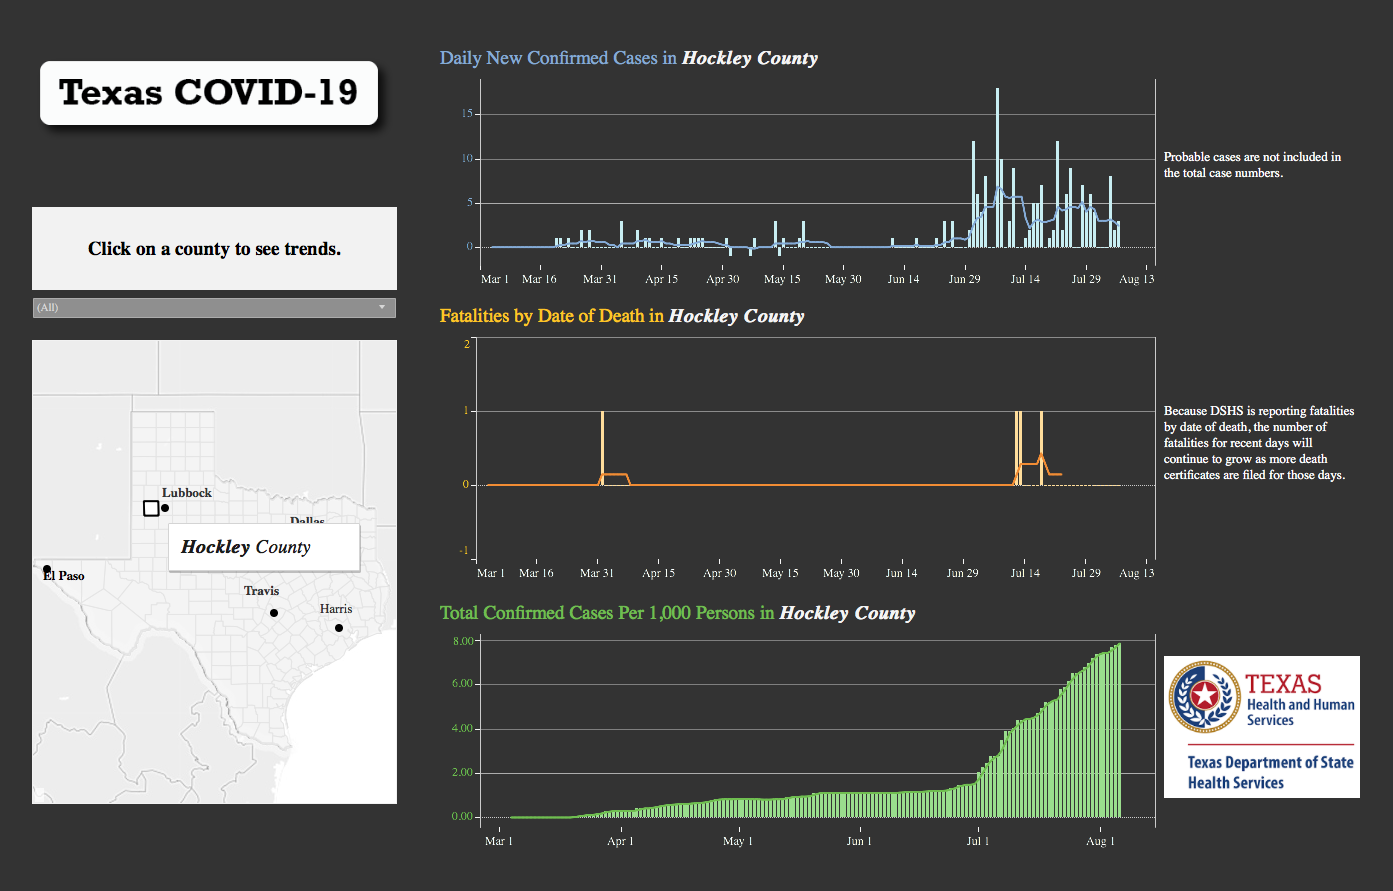 Texas COVID-19
Click on a county to see trends.
(All)
Lubbock
Dallas
Hockley County
El Paso
Travis
Harris
Daily New Confirmed Cases in Hockley County
15
10
5
0
Mar 1 Mar 16 Mar 31 Apr 15 Apr 30 May 15 May 30 Jun 14 Jun 29 Jul 14 Jul 29 Aug 13
Probable cases are not included in
the total case numbers.
Fatalities by Date of Death in Hockley County
2
1
0
-1
Mar 1 Mar 16 Mar 31 Apr 15 Apr 30 May 15 May 30 Jun 14 Jun 29 Jul 14 Jul 29 Aug 13
Because DSHS is reporting fatalities
by date of death, the number of
fatalities for recent days will
continue to grow as more death
certificates are filed for those days.
Total Confirmed Cases Per 1,000 Persons in Hockley County
8.00
6.00
4.00
2.00
0.00
Mar 1 Apr 1 May 1 Jun 1 Jul 1 Aug 1
TEXAS
Health and Human
Services
Texas Department of State
Health Services